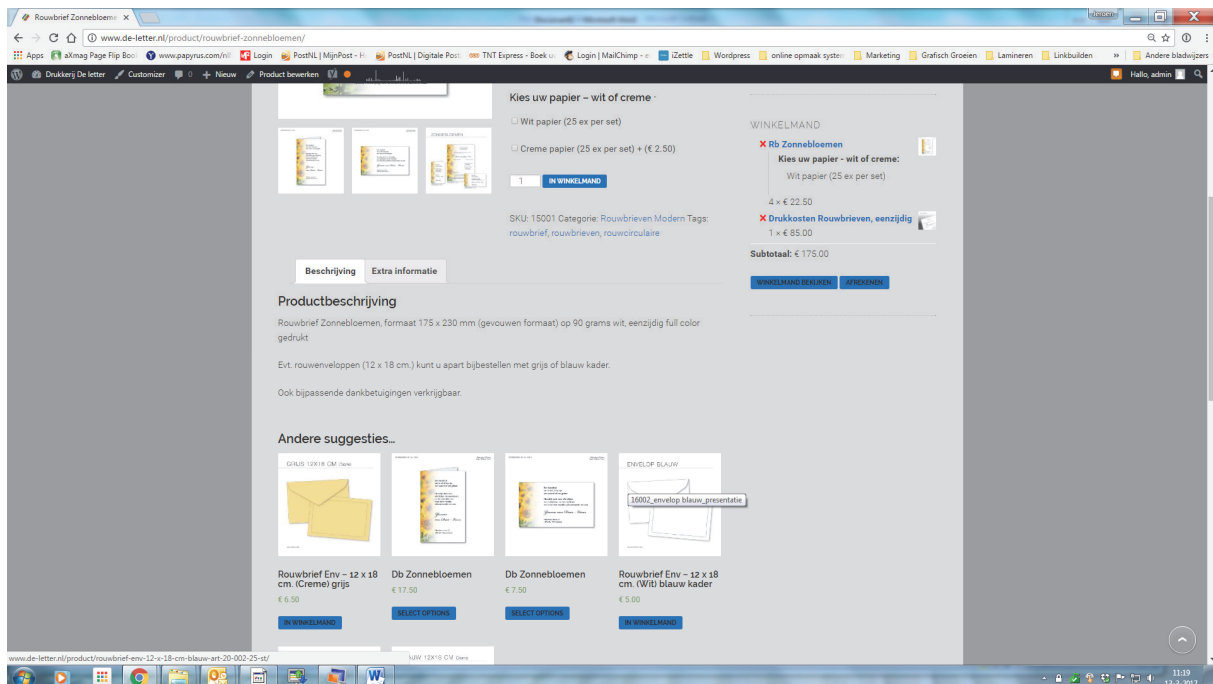 Rouwbrief Zonnebloeme
www.de-letter.nl/product/rouwbrief-zonnebloemen/
Apps
aXmag Page Flip Boo
www.papyrus.com/nl
Login
PostNL | MijnPost - H
PostNL | Digitale Post
TNT Express - Boek u
Login | MailChimp - e
iZettle
Wordpress
online opmaak system
Marketing
Grafisch Groeien
Lamineren
Linkbuilden
»
Andere bladwijzers
Drukkerij De letter
Customizer
0
Nieuw
Product bewerken
Hallo, admin
Kies uw papier – wit of creme
Wit papier (25 ex per set)
Creme papier (25 ex per set) + (€ 2.50)
1
IN WINKELMAND
SKU: 15001 Categorie: Rouwbrieven Modern Tags:
rouwbrief, rouwbrieven, rouwcirculaire
WINKELMAND
Rb Zonnebloemen
Kies uw papier - wit of creme:
Wit papier (25 ex per set)
4 × € 22.50
Drukkosten Rouwbrieven, eenzijdig
1 × € 85.00
Subtotaal: € 175.00
WINKELMAND BEKIJKEN
AFREKENEN
Beschrijving
Extra informatie
Productbeschrijving
Rouwbrief Zonnebloemen, formaat 175 x 230 mm (gevouwen formaat) op 90 grams wit, eenzijdig full color
gedrukt
Evt. rouwenveloppen (12 x 18 cm.) kunt u apart bijbestellen met grijs of blauw kader.
Ook bijpassende dankbetuigingen verkrijgbaar.
Andere suggesties…
GRIJS 12X18 CM
ENVELOP BLAUW
16002_envelop blauw_presentatie
Rouwbrief Env – 12 x 18
cm. (Creme) grijs
€ 6.50
IN WINKELMAND
Db Zonnebloemen
€ 17.50
SELECT OPTIONS
Db Zonnebloemen
€ 7.50
SELECT OPTIONS
Rouwbrief Env – 12 x 18
cm. (Wit) blauw kader
€ 5.00
IN WINKELMAND
www.de-letter.nl/product/rouwbrief-env-12-x-18-cm-blauw-art-20-002-25-st/
11:19